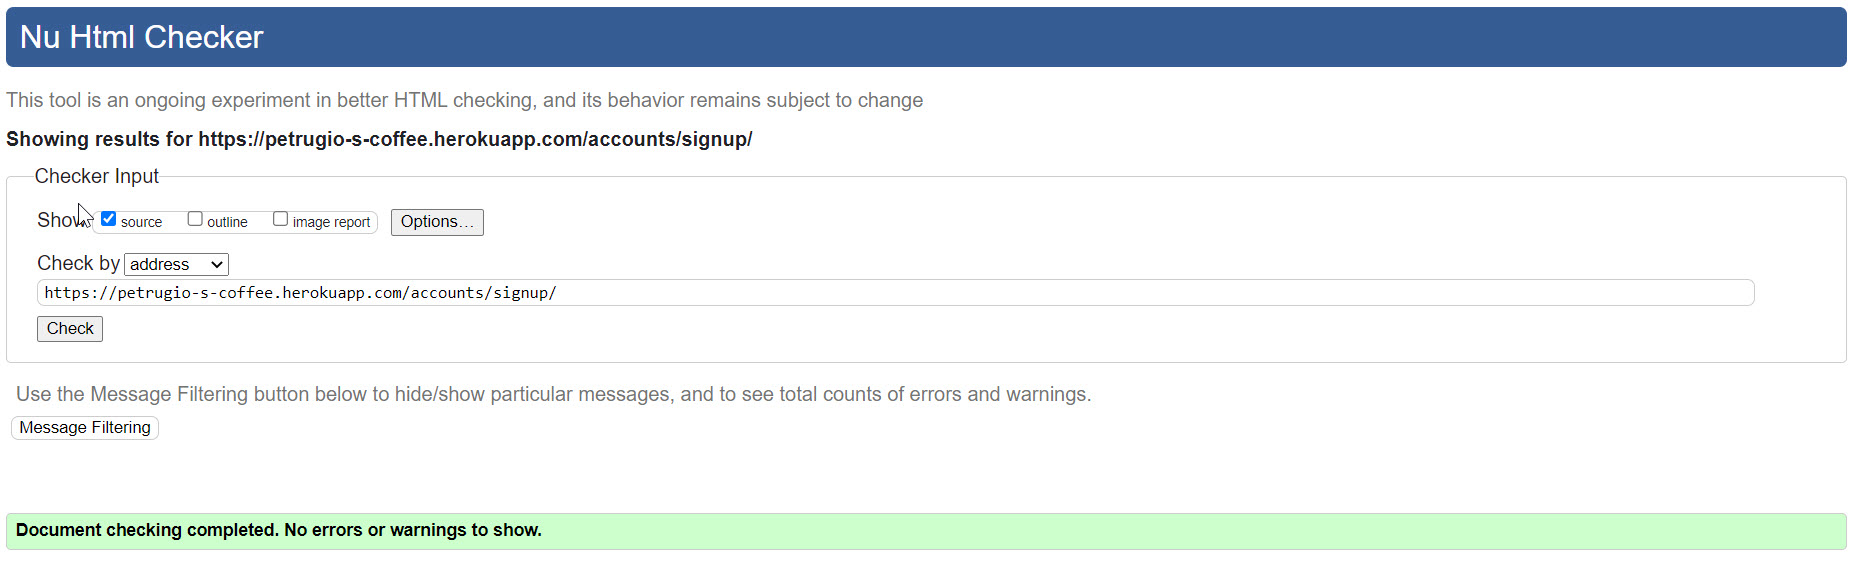 Nu Html Checker
This tool is an ongoing experiment in better HTML checking, and its behavior remains subject to change
Showing results for https://petrugio-s-coffee.herokuapp.com/accounts/signup/
Checker Input
Show source outline image report Options…
Check by address
https://petrugio-s-coffee.herokuapp.com/accounts/signup/
Check
Use the Message Filtering button below to hide/show particular messages, and to see total counts of errors and warnings.
Message Filtering
Document checking completed. No errors or warnings to show.